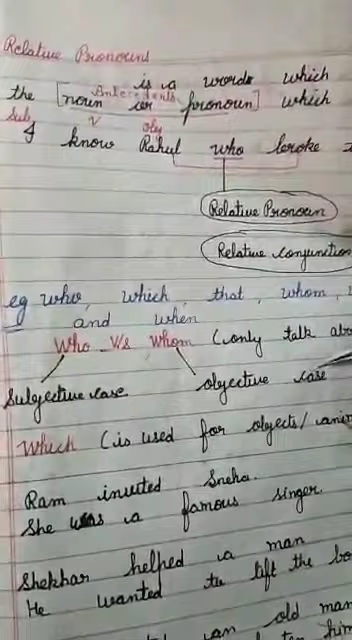 Relative Pronouns
is a words which
Antecedents
the [noun or pronoun] which
Sub V obj
I know Rahul who broke
Relative Pronoun
Relative conjunction
eg who, which, that, whom,
and when
Who V/s Whom (only talk
Subjective case objective case
Which (is used for objects/
Ram invited Sneha.
She was a famous singer.
Shekhar helped a man
He wanted to lift the
an old man
him